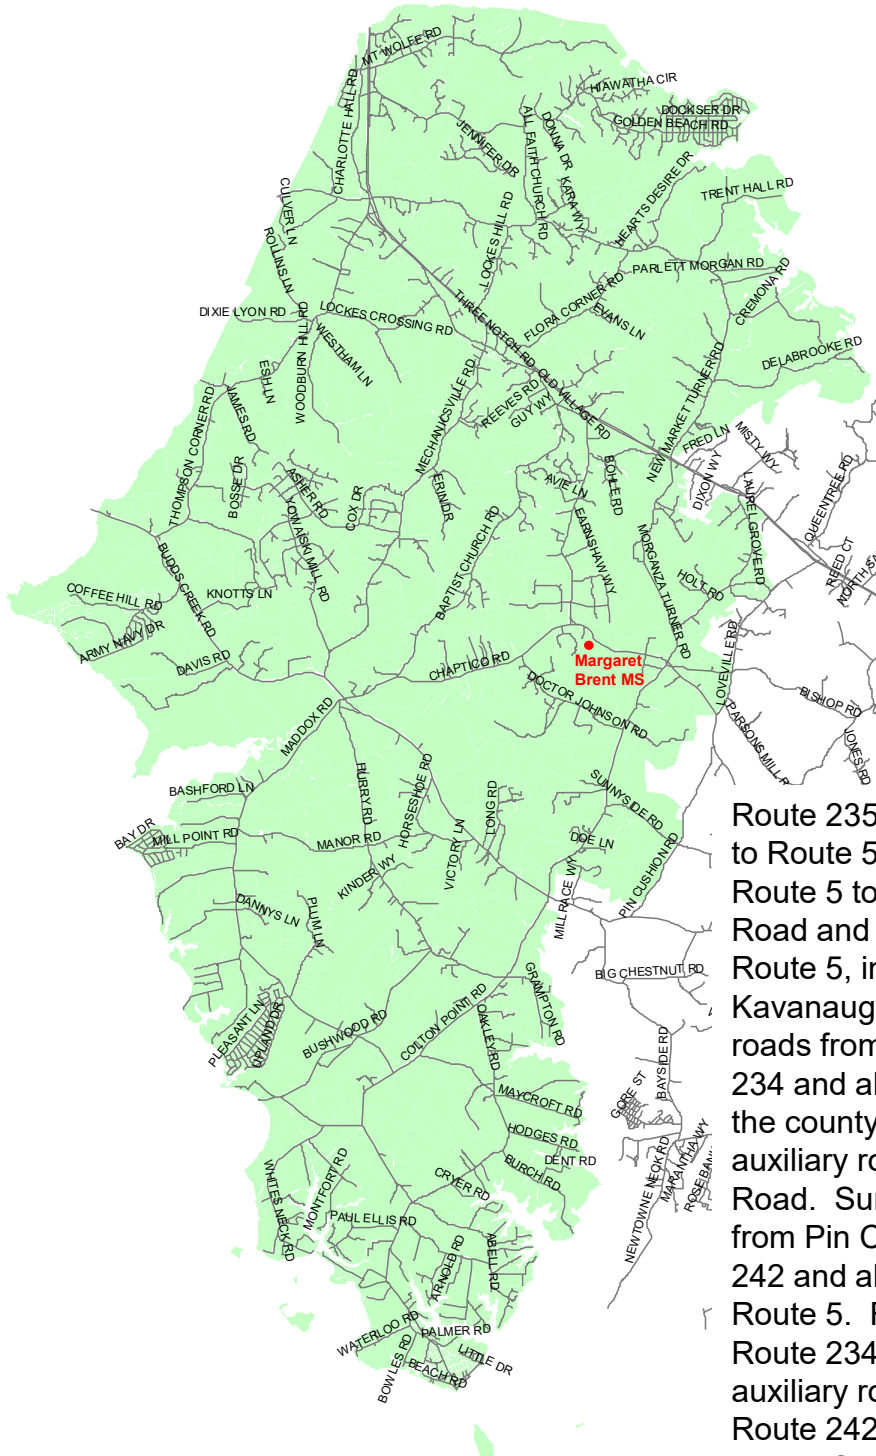 MT WOLFE RD
CHARLOTTE HALL RD
HIAWATHA CIR
DOCKSER DR
GOLDEN BEACH RD
JENNIFER DR
ALL FAITH CHURCH RD
DONNA DR
KARA WY
HEARTS DESIRE DR
TRENT HALL RD
CULVER LN
ROLLINS LN
LOCKES HILL RD
PARLETT MORGAN RD
CREMONA RD
DIXIE LYON RD
LOCKES CROSSING RD
THREE NOTCH RD
FLORA CORNER RD
EVANS LN
WOODBURN HILL RD
WESTHAM LN
DELABROOKE RD
ESH LN
OLD VILLAGE RD
REEVES RD
GUY WY
MECHANICSVILLE RD
NEW MARKET TURNER RD
JAMES RD
THOMPSON CORNER RD
FRED LN
MISTY WY
DIXON WY
BOSSE DR
ASHER RD
COX DR
ERIN DR
AVIE LN
BOHLE RD
LAUREL GROVE RD
QUEENTREE RD
YOWAISKI MILL RD
BAPTIST CHURCH RD
EARNSHAW WY
MORGANZA TURNER RD
REED CT
NORTH SA
BUDDS CREEK RD
KNOTTS LN
COFFEE HILL RD
HOLT RD
ARMY NAVY DR
DAVIS RD
CHAPTICO RD
Margaret
Brent MS
DOCTOR JOHNSON RD
LOVEVILLE RD
BISHOP RD
PARSONS MILL R
JONES RD
MADDOX RD
BASHFORD LN
HURRY RD
HORSESHOE RD
LONG RD
SUNNYSIDE RD
BAY DR
MILL POINT RD
MANOR RD
VICTORY LN
DOE LN
KINDER WY
MILL RACE WY
PIN CUSHION RD
DANNYS LN
PLUM LN
BIG CHESTNUT RD
GRAMPTON RD
PLEASANT LN
UPLAND DR
BUSHWOOD RD
COLTON POINT RD
OAKLEY RD
BAYSIDE RD
GORE ST
MAYCROFT RD
HODGES RD
DENT RD
BURCH RD
CRYER RD
MARANTHA WY
ROSE BAN
NEWTOWNE NECK RD
WHITES NECK RD
MONTFORT RD
PAUL ELLIS RD
ARNOLD RD
ABELL RD
WATERLOO RD
PALMER RD
BOWLES RD
BEACH RD
LITTLE DR
Route 235
to Route 5
Route 5 to
Road and
Route 5, in
Kavanaug
roads from
234 and al
the county
auxiliary ro
Road. Su
from Pin C
242 and al
Route 5.
Route 234
auxiliary ro
Route 242